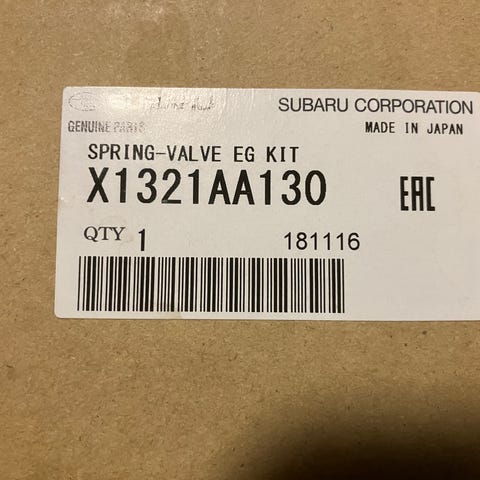 SUBARU CORPORATION
GENUINE PARTS
MADE IN JAPAN
SPRING-VALVE EG KIT
X1321AA130
EAC
QTY 1
181116